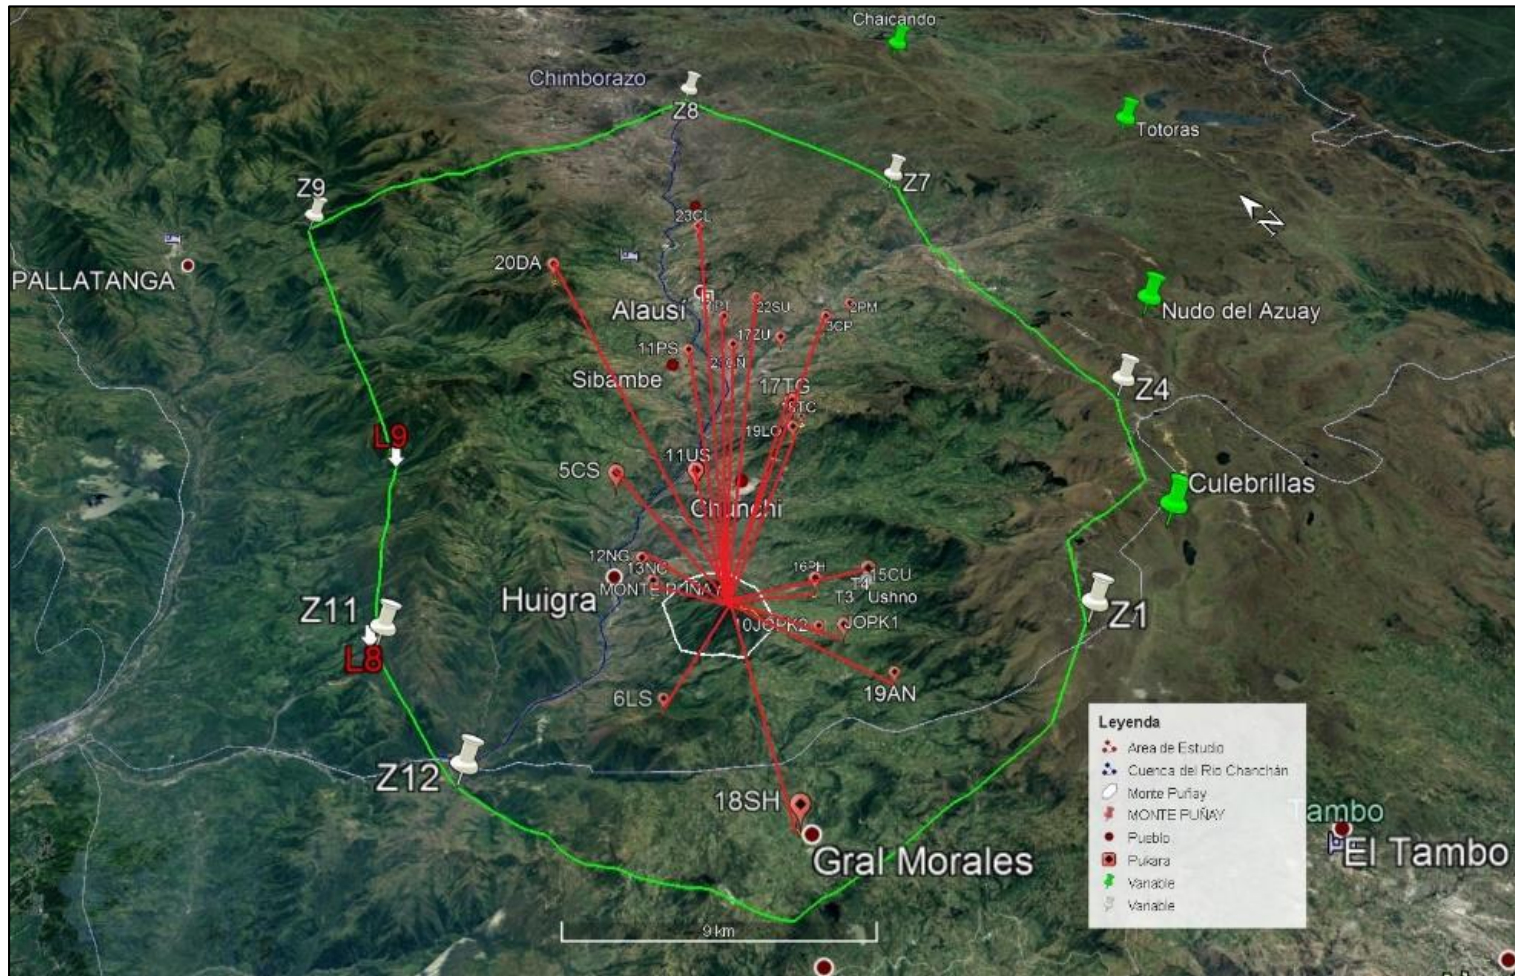 Chaicando
Chimborazo
Z8
Totoras
Z7
Z9
23CL
N
20DA
PALLATANGA
Alausí
22SU
2PM
Nudo del Azuay
3CP
17ZU
11PS
Sibambe
Z4
17TG
19LO
L9
11US
5CS
Culebrillas
Chunchi
12NG
13NC
16PH
15CU
T4
Huigra
MONTE PUÑAY
T3 Ushno
Z11
Z1
10JOPK2
JOPK1
L8
19AN
6LS
Z12
18SH
Gral Morales
Tambo
El Tambo
9 km
Leyenda
Area de Estudio
Cuenca del Rio Chanchán
Monte Puñay
MONTE PUÑAY
Pueblo
Pukara
Variable
Variable